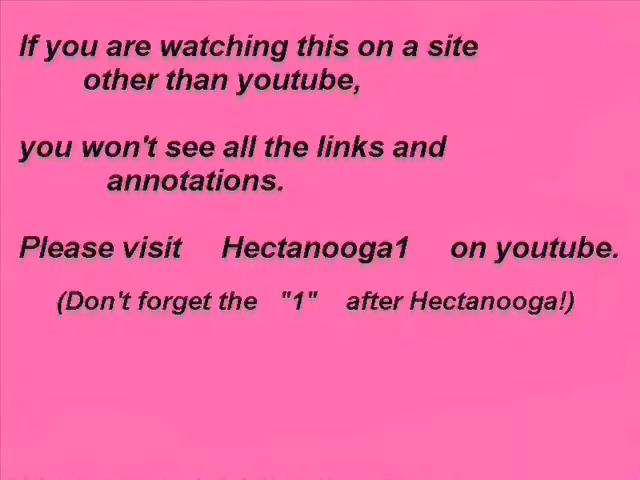 If you are watching this on a site
other than youtube,
you won't see all the links and
annotations.
Please visit Hectanooga1 on youtube.
(Don't forget the "1" after Hectanooga!)